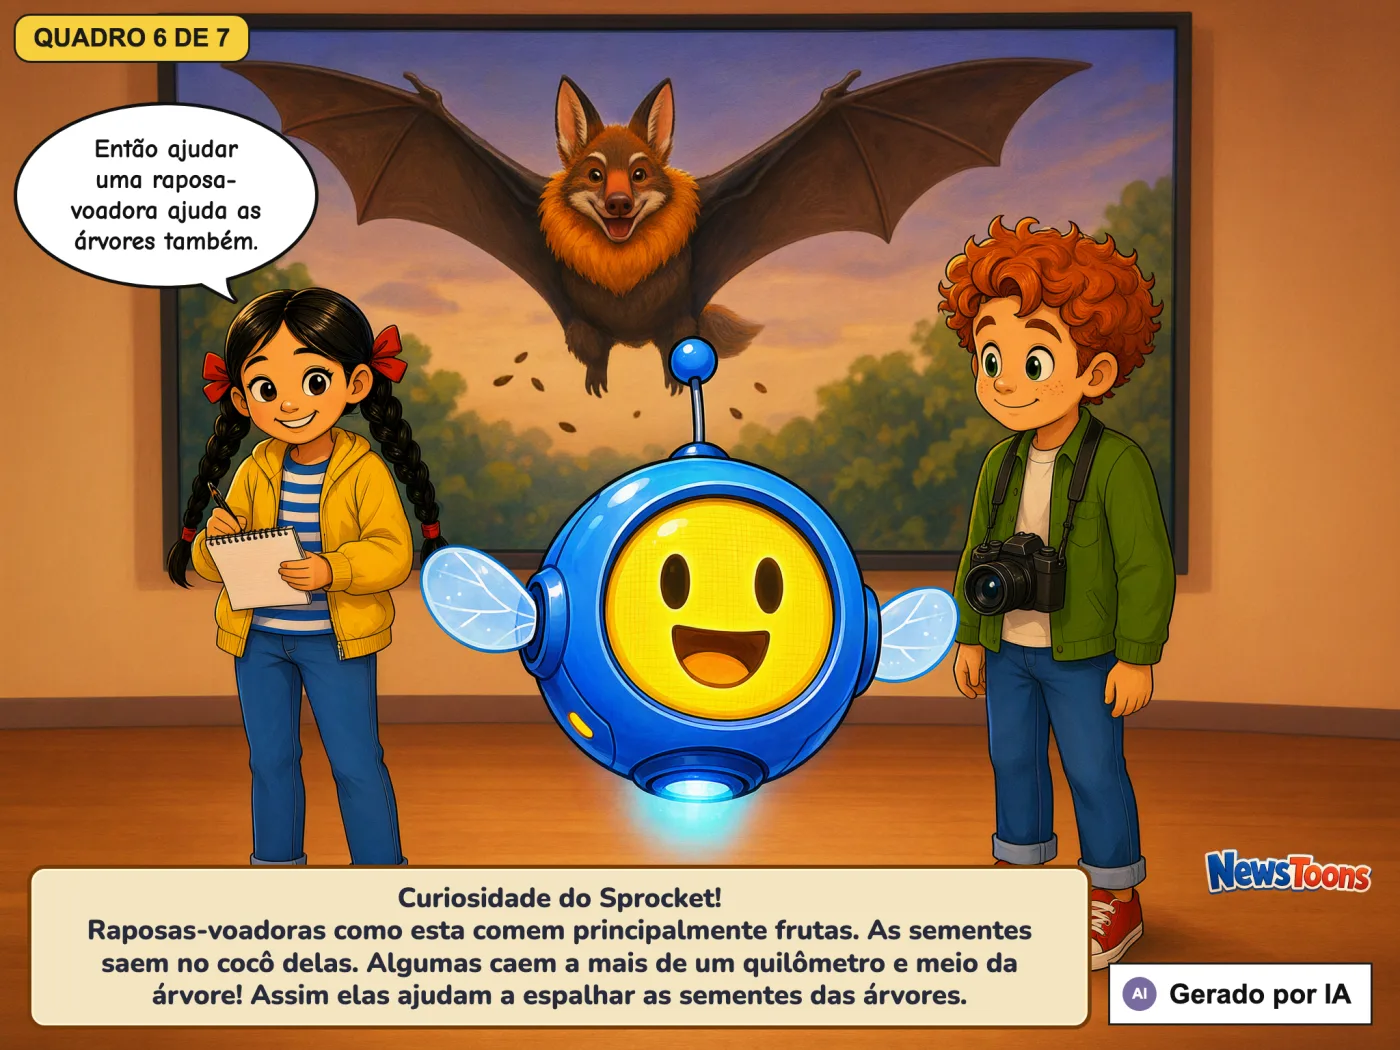 QUADRO 6 DE 7
Então ajudar
uma raposa-
voadora ajuda as
árvores também.
NewsToons
Curiosidade do Sprocket!
Raposas-voadoras como esta comem principalmente frutas. As sementes
saem no cocô delas. Algumas caem a mais de um quilômetro e meio da
árvore! Assim elas ajudam a espalhar as sementes das árvores.
AI Gerado por IA